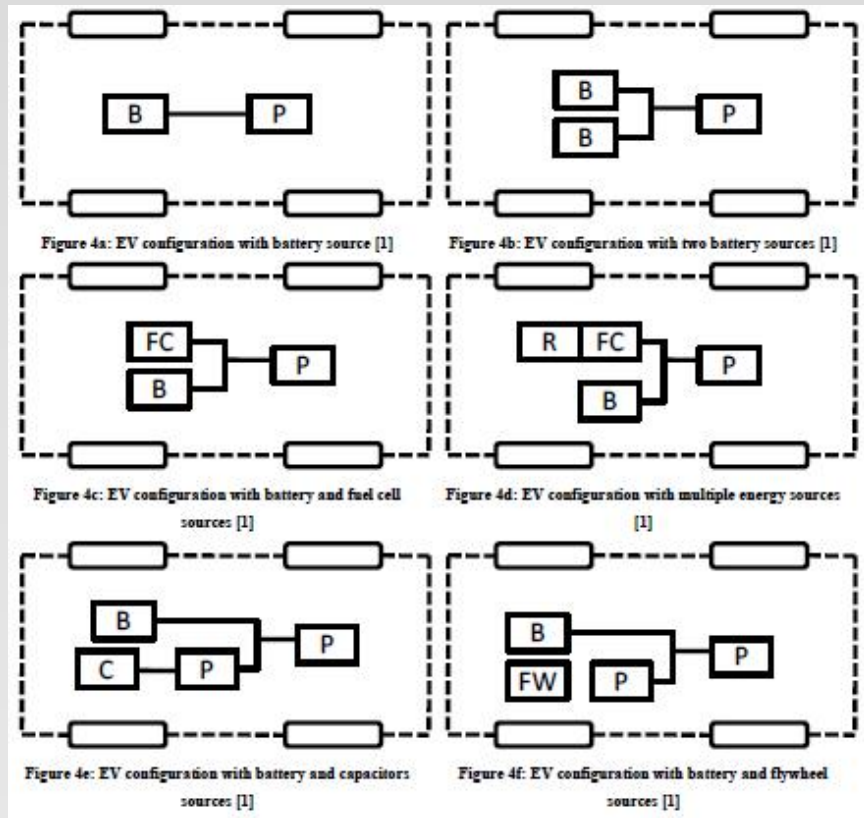 B P
B
B
P
Figure 4a: EV configuration with battery source [1]
Figure 4b: EV configuration with two battery sources [1]
FC
B
P
R FC
B
P
Figure 4c: EV configuration with battery and fuel cell
sources [1]
Figure 4d: EV configuration with multiple energy sources
[1]
B
C P
P
B
FW P
P
Figure 4e: EV configuration with battery and capacitors
sources [1]
Figure 4f: EV configuration with battery and flywheel
sources [1]